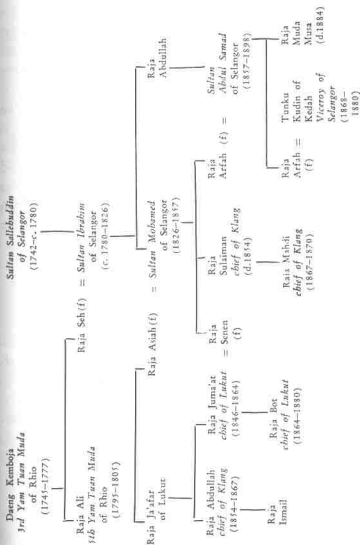 Daeng Kemboja
3rd Yam Tuan Muda
of Rhio
(1745–1777)
Sultan Sallehuddin
of Selangor
(1742–c. 1780)
Raja Ali
5th Yam Tuan Muda
of Rhio
(1795–1805)
Raja Seh (f) = Sultan Ibrahim
of Selangor
(c. 1780–1826)
Raja Ja'afar
of Lukut
Raja Asiah (f) = Sultan Mohamed
of Selangor
(1826–1857)
Raja
Abdullah
Raja Abdullah
chief of Klang
(1854–1867)
Raja Juma'at
chief of Lukut
(1846–1864)
= Raja
Senen
(f)
Raja
Sulaiman
chief of Klang
(d.1854)
Raja
Arfah (f) = Sultan
Abdul Samad
of Selangor
(1857–1898)
Raja
Ismail
Raja Bot
chief of Lukut
(1864–1880)
Raja Mahdi
chief of Klang
(1867–1870)
Raja
Arfah =
(f)
Tunku
Kudin of
Kedah
Viceroy of
Selangor
(1868–
1880)
Raja
Muda
Musa
(d.1884)